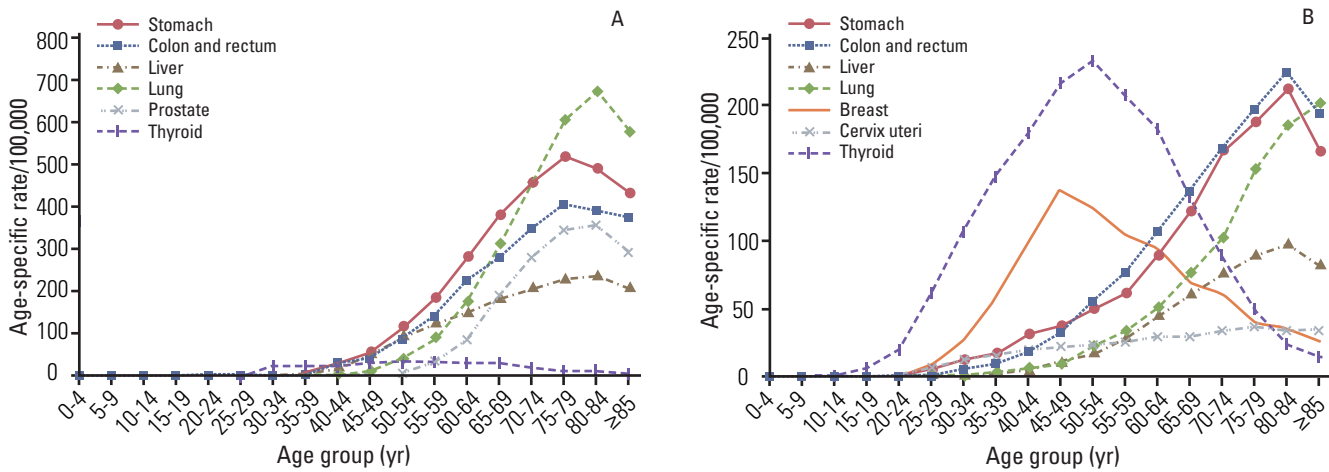 A
Stomach
Colon and rectum
Liver
Lung
Prostate
Thyroid
Age-specific rate/100,000
800
700
600
500
400
300
200
100
0
0-4
5-9
10-14
15-19
20-24
25-29
30-34
35-39
40-44
45-49
50-54
55-59
60-64
65-69
70-74
75-79
80-84
≥85
Age group (yr)
B
Stomach
Colon and rectum
Liver
Lung
Breast
Cervix uteri
Thyroid
Age-specific rate/100,000
250
200
150
100
50
0
0-4
5-9
10-14
15-19
20-24
25-29
30-34
35-39
40-44
45-49
50-54
55-59
60-64
65-69
70-74
75-79
80-84
≥85
Age group (yr)